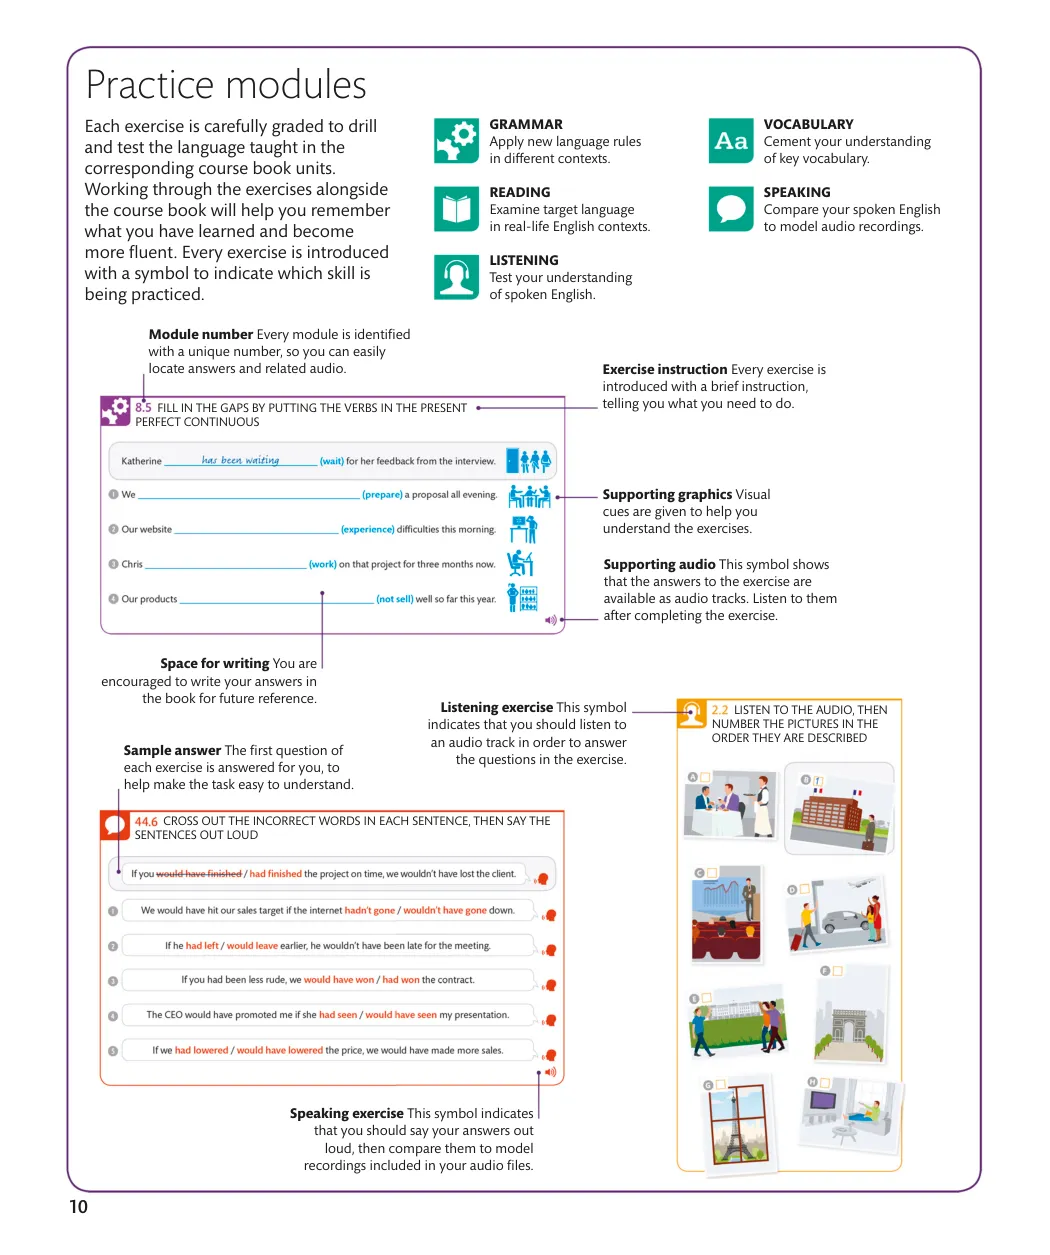 Practice modules
Each exercise is carefully graded to drill
and test the language taught in the
corresponding course book units.
Working through the exercises alongside
the course book will help you remember
what you have learned and become
more fluent. Every exercise is introduced
with a symbol to indicate which skill is
being practiced.
GRAMMAR
Apply new language rules
in different contexts.
READING
Examine target language
in real-life English contexts.
LISTENING
Test your understanding
of spoken English.
Aa
VOCABULARY
Cement your understanding
of key vocabulary.
SPEAKING
Compare your spoken English
to model audio recordings.
Module number Every module is identified
with a unique number, so you can easily
locate answers and related audio.
Exercise instruction Every exercise is
introduced with a brief instruction,
telling you what you need to do.
8.5 FILL IN THE GAPS BY PUTTING THE VERBS IN THE PRESENT
PERFECT CONTINUOUS
Katherine has been waiting (wait) for her feedback from the interview.
1 We (prepare) a proposal all evening.
2 Our website (experience) difficulties this morning.
3 Chris (work) on that project for three months now.
4 Our products (not sell) well so far this year.
Supporting graphics Visual
cues are given to help you
understand the exercises.
Supporting audio This symbol shows
that the answers to the exercise are
available as audio tracks. Listen to them
after completing the exercise.
Space for writing You are
encouraged to write your answers in
the book for future reference.
Listening exercise This symbol
indicates that you should listen to
an audio track in order to answer
the questions in the exercise.
Sample answer The first question of
each exercise is answered for you, to
help make the task easy to understand.
44.6 CROSS OUT THE INCORRECT WORDS IN EACH SENTENCE, THEN SAY THE
SENTENCES OUT LOUD
If you would have finished / had finished the project on time, we wouldn't have lost the client.
1 We would have hit our sales target if the internet hadn't gone / wouldn't have gone down.
2 If he had left / would leave earlier, he wouldn't have been late for the meeting.
3 If you had been less rude, we would have won / had won the contract.
4 The CEO would have promoted me if she had seen / would have seen my presentation.
5 If we had lowered / would have lowered the price, we would have made more sales.
Speaking exercise This symbol indicates
that you should say your answers out
loud, then compare them to model
recordings included in your audio files.
2.2 LISTEN TO THE AUDIO, THEN
NUMBER THE PICTURES IN THE
ORDER THEY ARE DESCRIBED
A
B 1
C
D
E
F
G
H
10